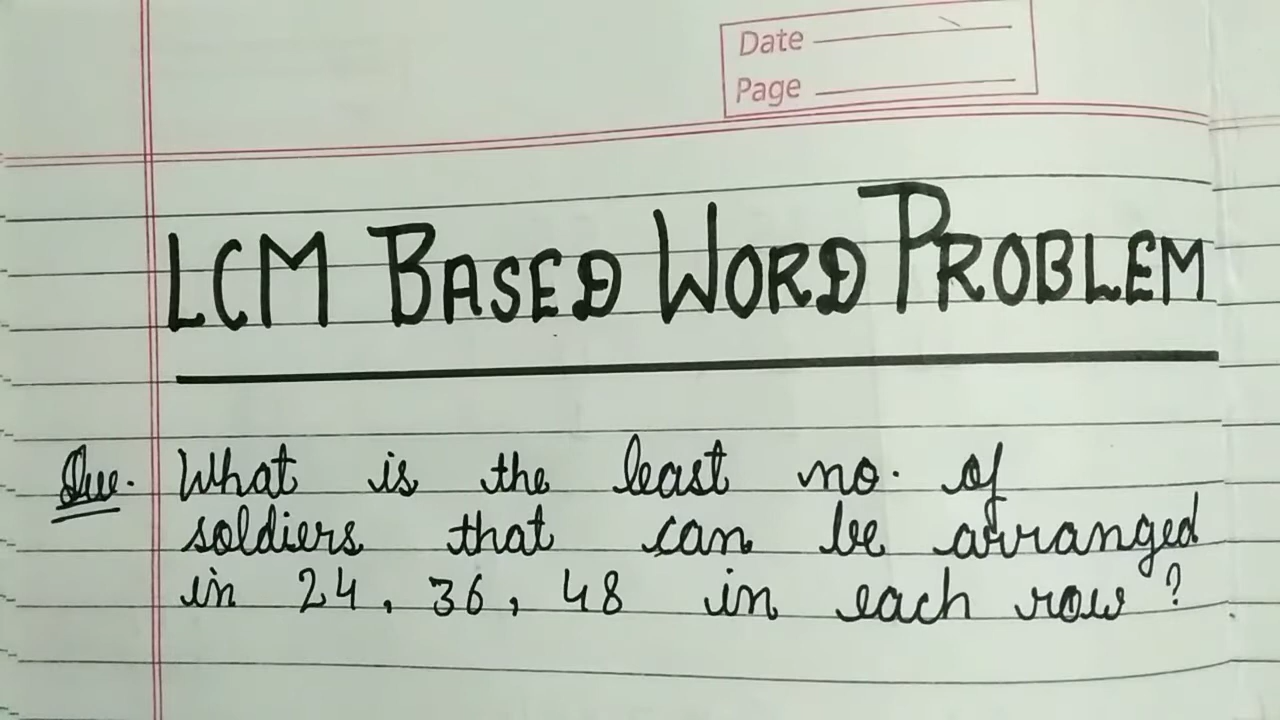 Date
Page
LCM BASED WORD PROBLEM
Que. What is the least no. of
soldiers that can be arranged
in 24, 36, 48 in each row?